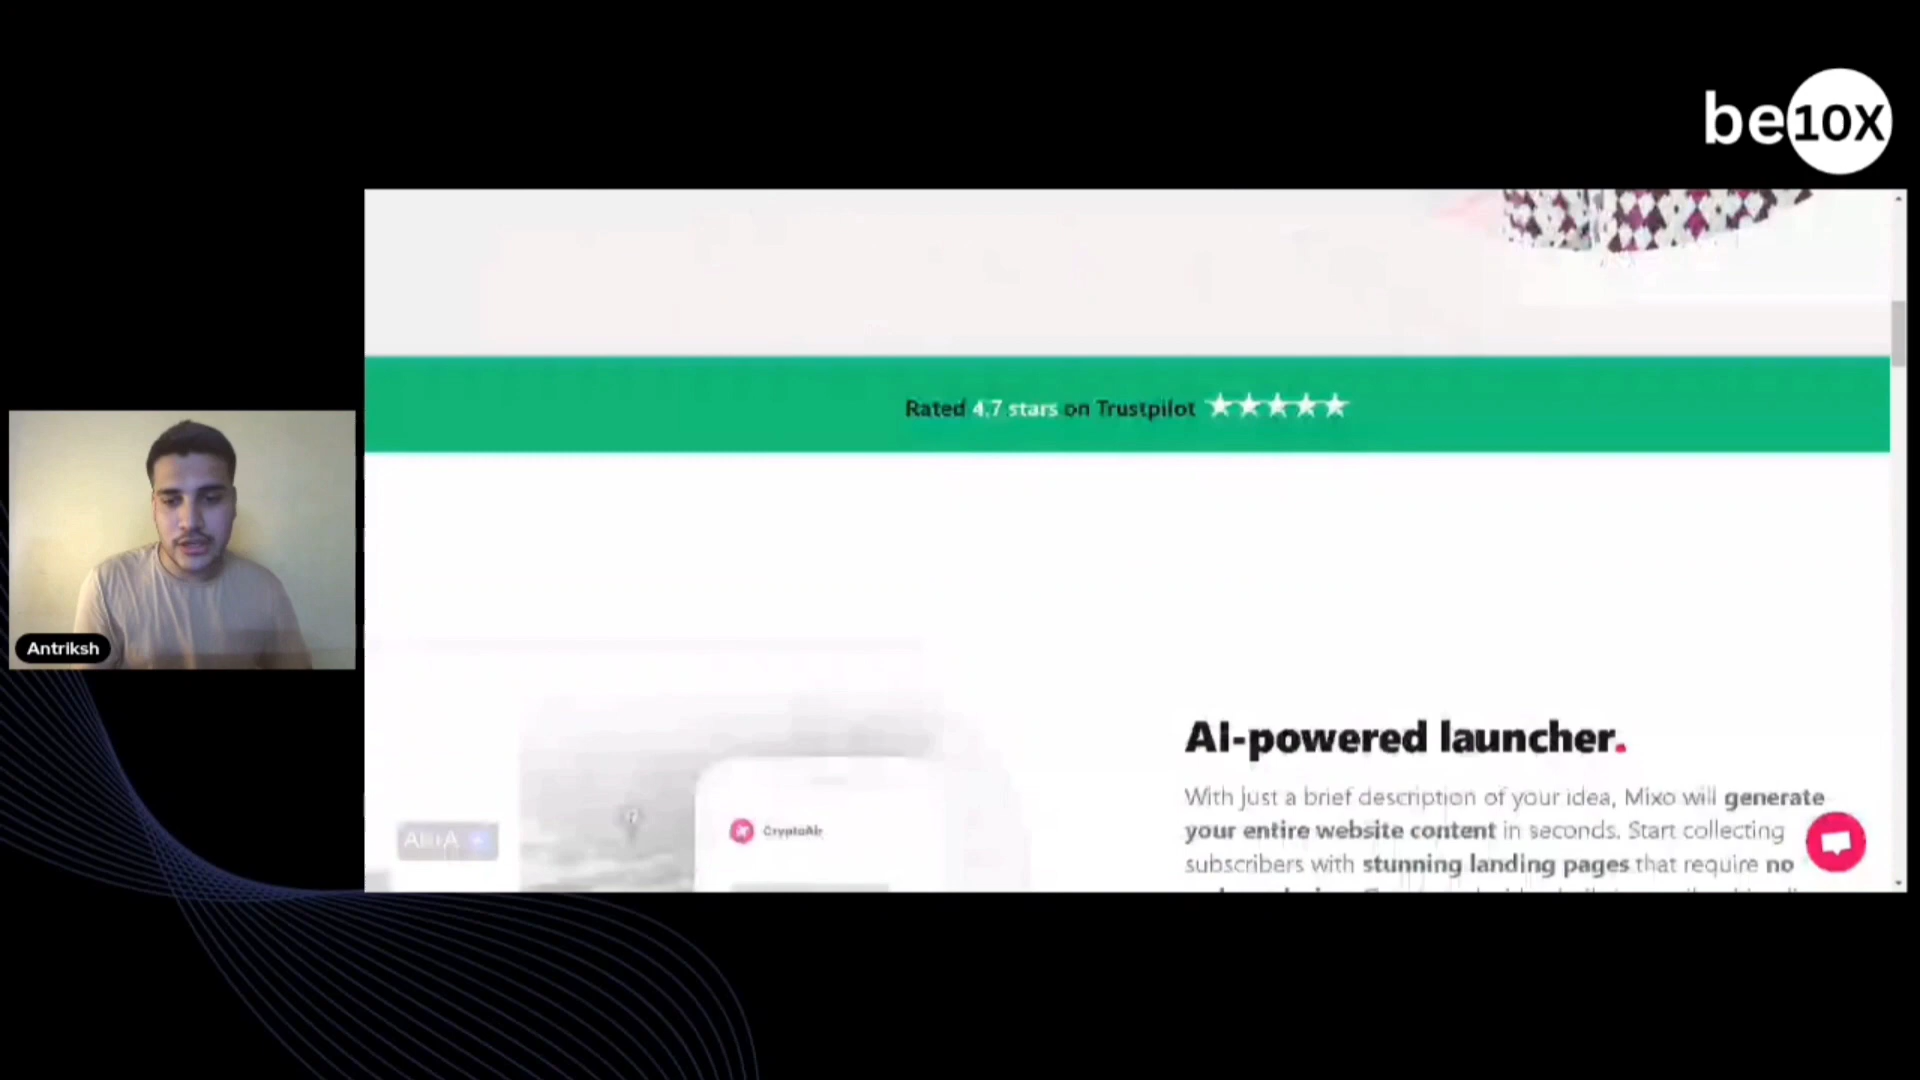 be10X
Rated 4.7 stars on Trustpilot
Antriksh
AI-powered launcher.
With just a brief description of your idea, Mixo will generate
your entire website content in seconds. Start collecting
subscribers with stunning landing pages that require no
CryptoAir